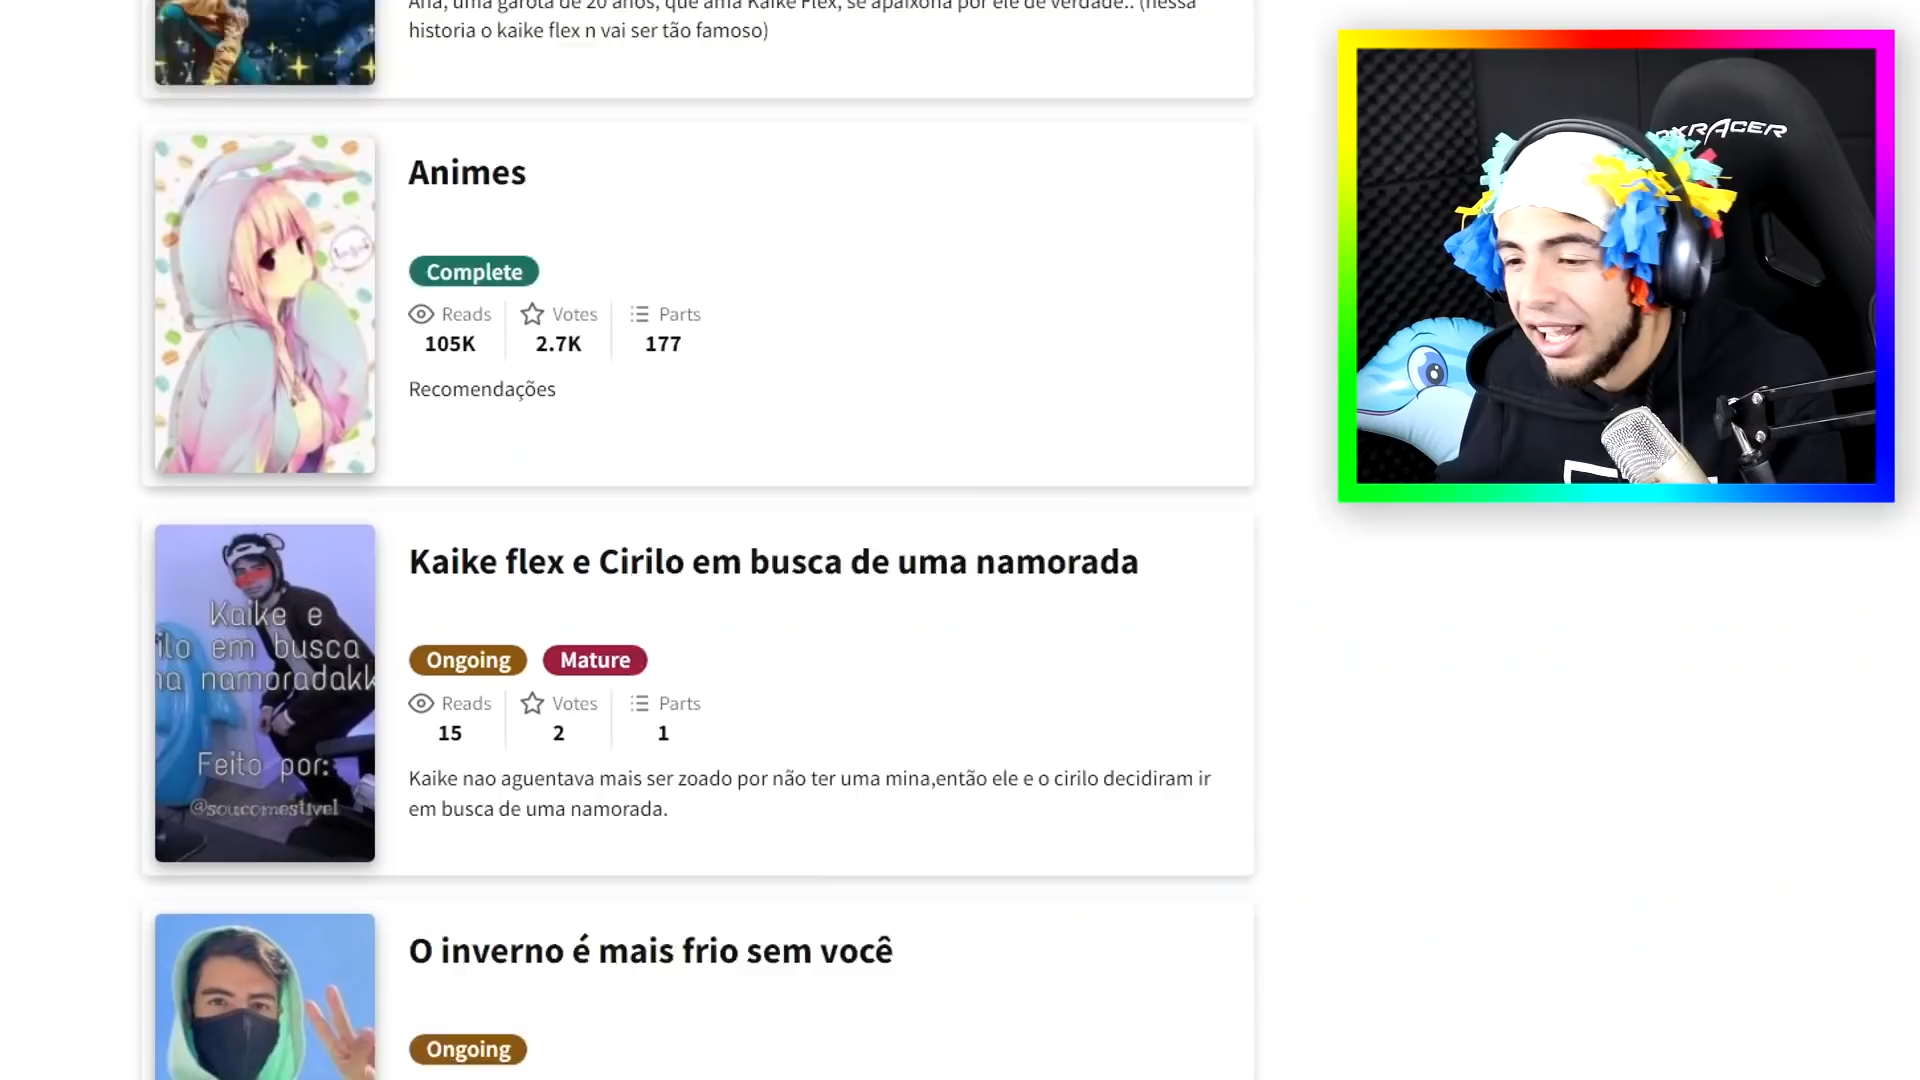 Ana, uma garota de 20 anos, que ama Kaike Flex, se apaixona por ele de verdade.. (nessa
historia o kaike flex n vai ser tão famoso)
Animes
Complete
Reads Votes Parts
105K 2.7K 177
Recomendações
Kaike flex e Cirilo em busca de uma namorada
Kaike e
ilo em busca
na namoradakk
Feito por:
@soucomestivel
Ongoing Mature
Reads Votes Parts
15 2 1
Kaike nao aguentava mais ser zoado por não ter uma mina,então ele e o cirilo decidiram ir
em busca de uma namorada.
O inverno é mais frio sem você
Ongoing
DXRACER